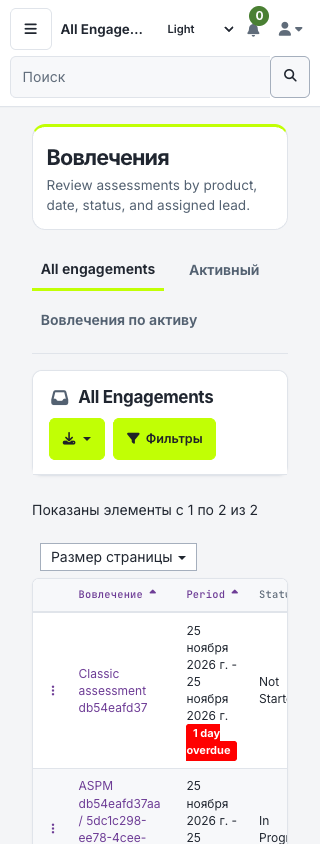 All Engage...
Light
0
Поиск
Вовлечения
Review assessments by product,
date, status, and assigned lead.
All engagements
Активный
Вовлечения по активу
All Engagements
Фильтры
Показаны элементы с 1 по 2 из 2
Размер страницы
Вовлечение Period
Classic
assessment
db54eafd37
25
ноября
2026 г. -
25
ноября
2026 г.
1 day
overdue
Not
ASPM
db54eafd37aa
/ 5dc1c298-
ee78-4cee-
25
ноября
2026 г. -
25
In